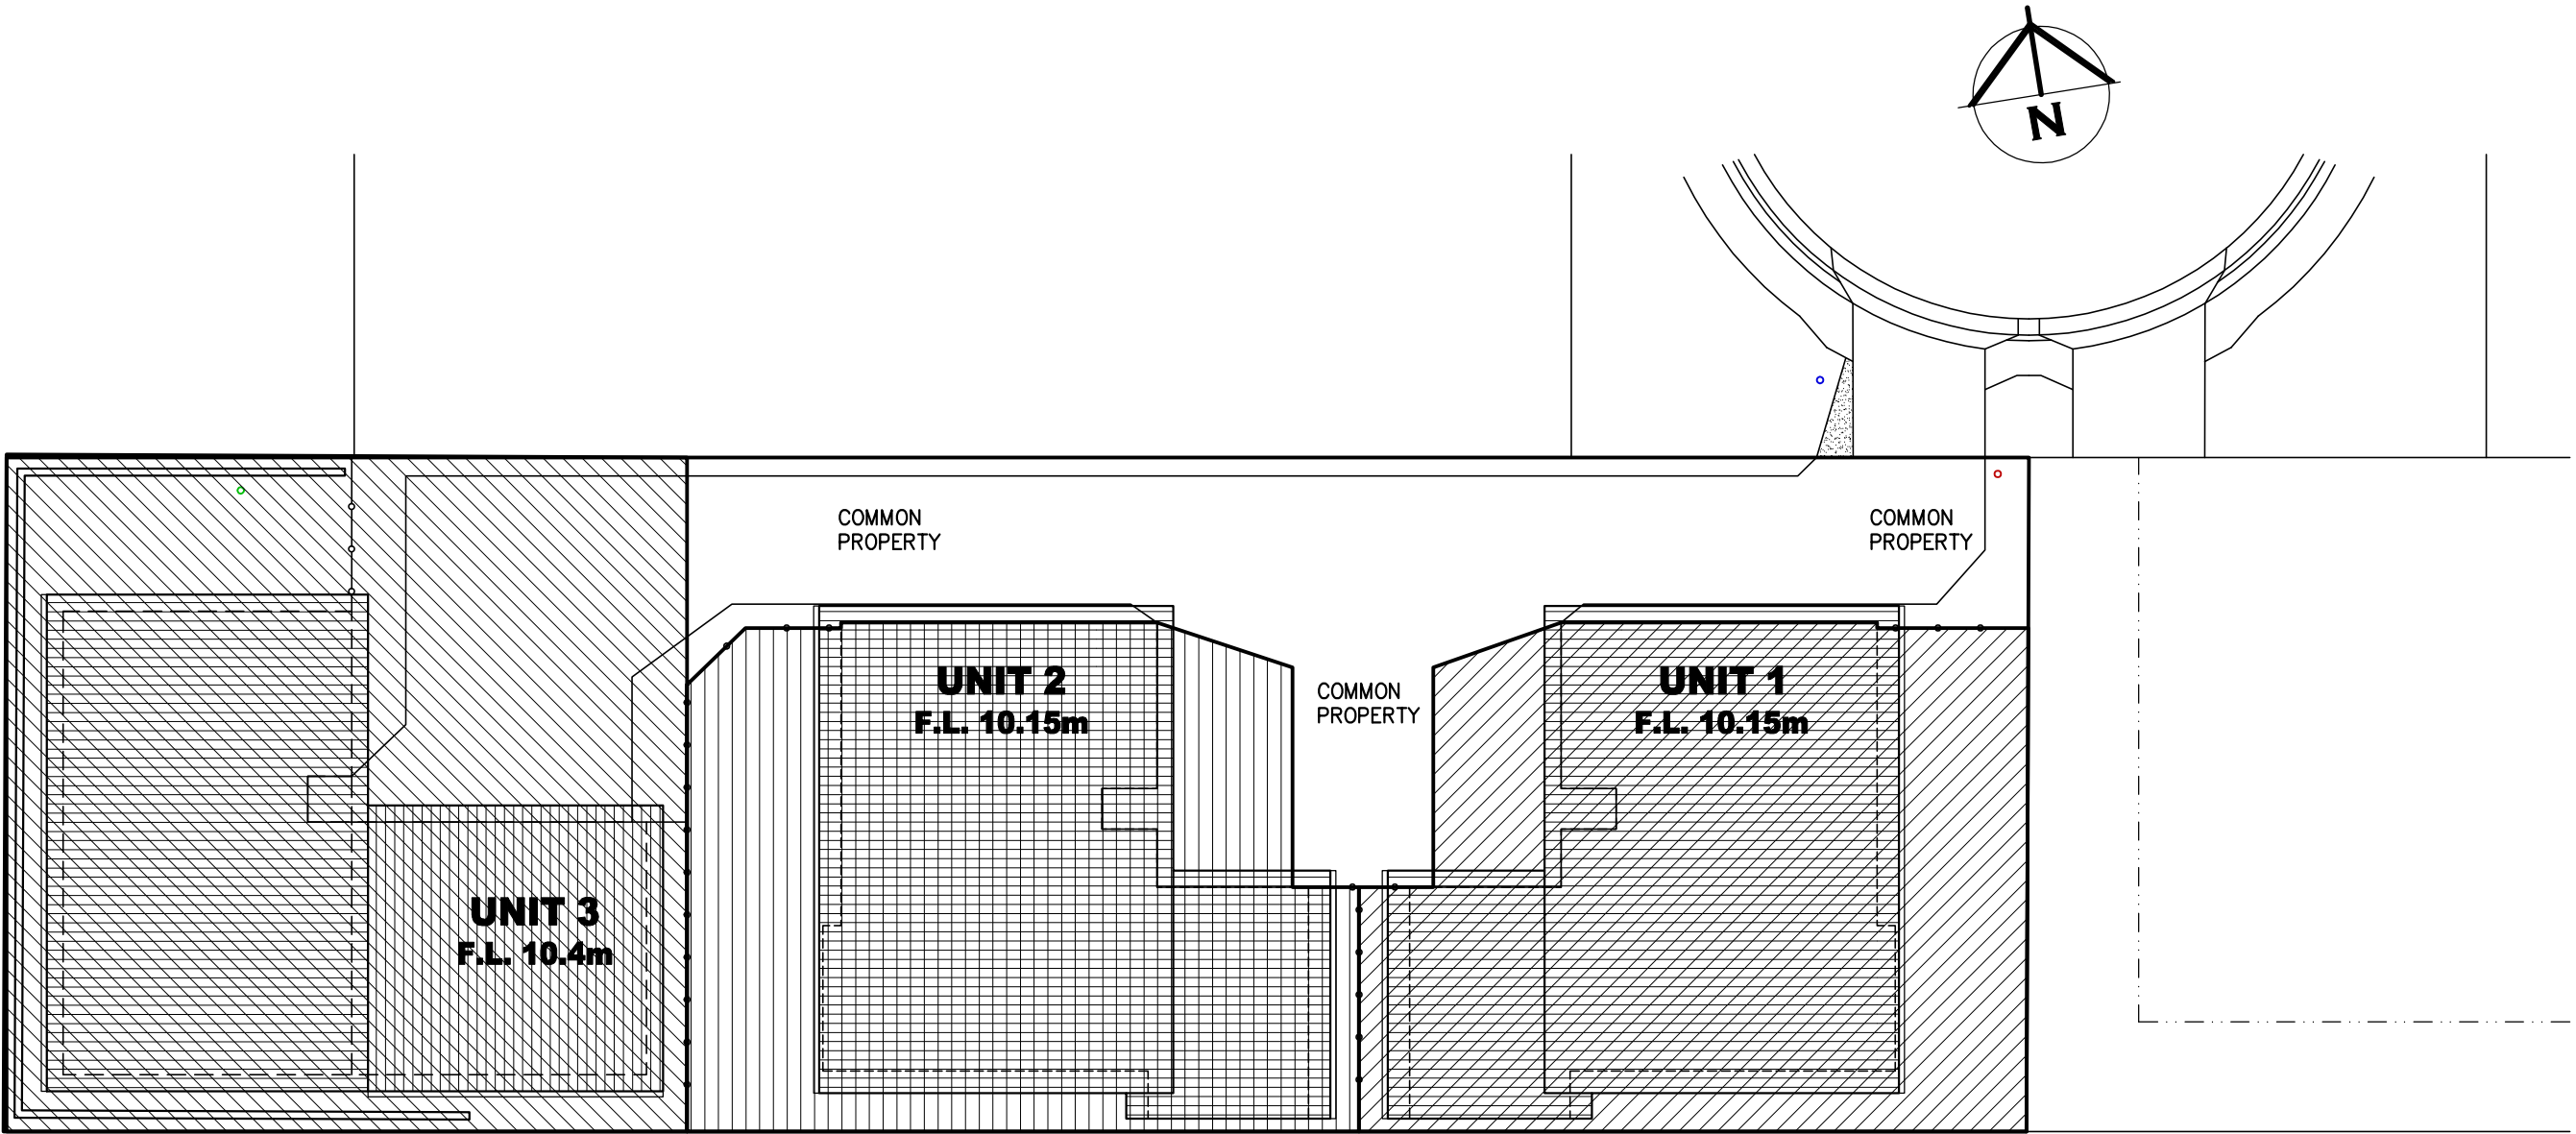 N
COMMON
PROPERTY
COMMON
PROPERTY
UNIT 2
F.L. 10.15m
COMMON
PROPERTY
UNIT 1
F.L. 10.15m
UNIT 3
F.L. 10.4m